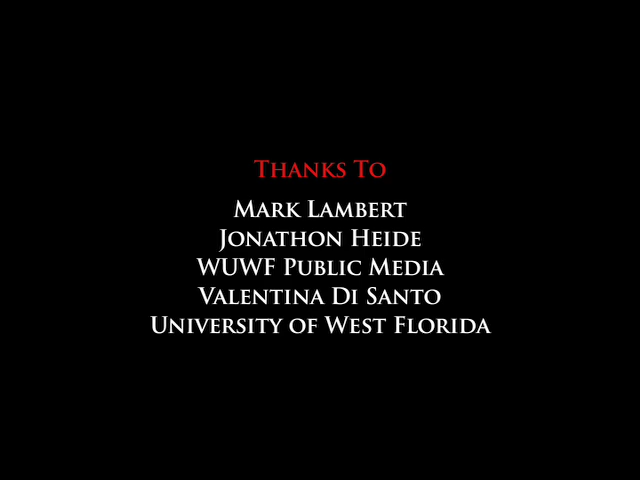 Thanks To
Mark Lambert
Jonathon Heide
WUWF Public Media
Valentina Di Santo
University of West Florida